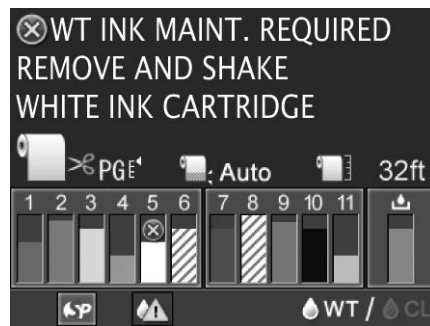 WT INK MAINT. REQUIRED
REMOVE AND SHAKE
WHITE INK CARTRIDGE
PGE : Auto 32ft
1 2 3 4 5 6 7 8 9 10 11
WT / CL